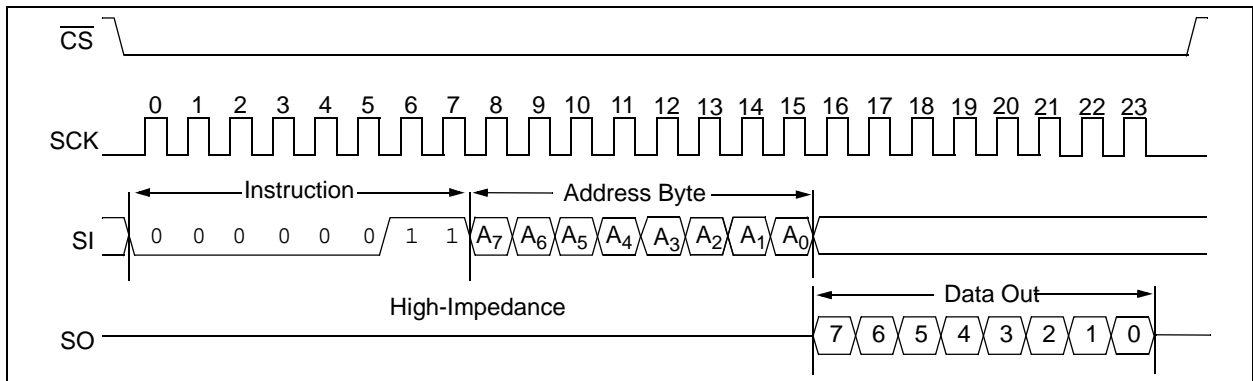 CS
0 1 2 3 4 5 6 7 8 9 10 11 12 13 14 15 16 17 18 19 20 21 22 23
SCK
Instruction Address Byte
SI 0 0 0 0 0 0 1 1 A7 A6 A5 A4 A3 A2 A1 A0
Data Out
High-Impedance
SO 7 6 5 4 3 2 1 0